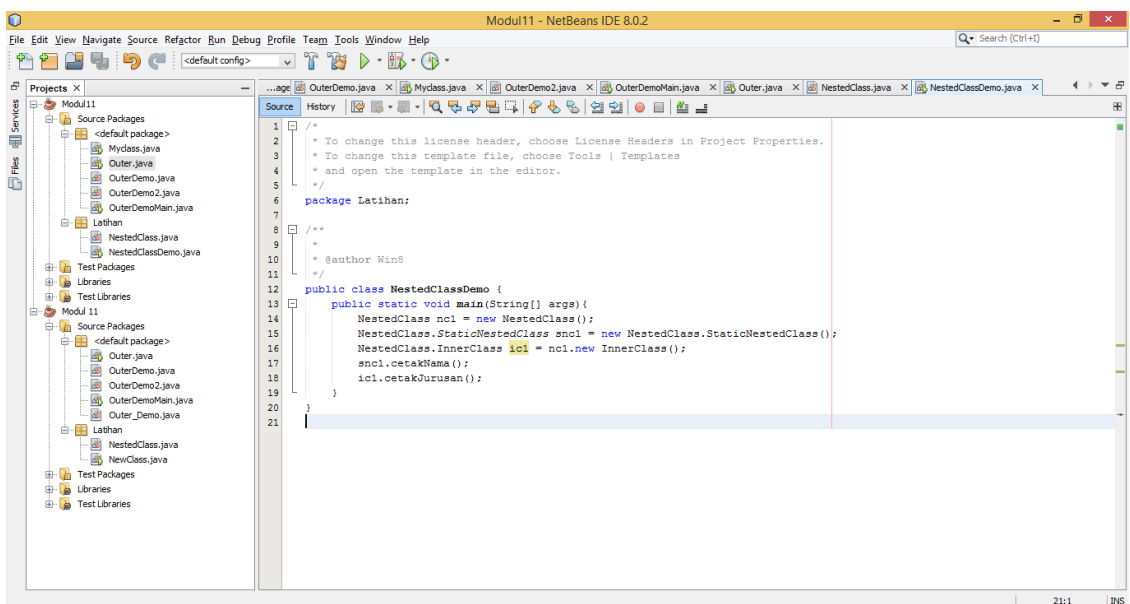 Modul11 - NetBeans IDE 8.0.2
File Edit View Navigate Source Refactor Run Debug Profile Team Tools Window Help
Search (Ctrl+I)
<default config>
Projects
...age OuterDemo.java Myclass.java OuterDemo2.java OuterDemoMain.java Outer.java NestedClass.java NestedClassDemo.java
Services
Files
Modul11
Source Packages
<default package>
Myclass.java
Outer.java
OuterDemo.java
OuterDemo2.java
OuterDemoMain.java
Latihan
NestedClass.java
NestedClassDemo.java
Test Packages
Libraries
Test Libraries
Modul 11
Source Packages
<default package>
Outer.java
OuterDemo.java
OuterDemo2.java
OuterDemoMain.java
Outer_Demo.java
Latihan
NestedClass.java
NewClass.java
Test Packages
Libraries
Test Libraries
Source History
1 /*
2 * To change this license header, choose License Headers in Project Properties.
3 * To change this template file, choose Tools | Templates
4 * and open the template in the editor.
5 */
6 package Latihan;
7
8 /**
9 *
10 * @author Win8
11 */
12 public class NestedClassDemo {
13 public static void main(String[] args){
14 NestedClass nc1 = new NestedClass();
15 NestedClass.StaticNestedClass snc1 = new NestedClass.StaticNestedClass();
16 NestedClass.InnerClass ic1 = nc1.new InnerClass();
17 snc1.cetakNama();
18 ic1.cetakJurusan();
19 }
20 }
21
21:1 INS